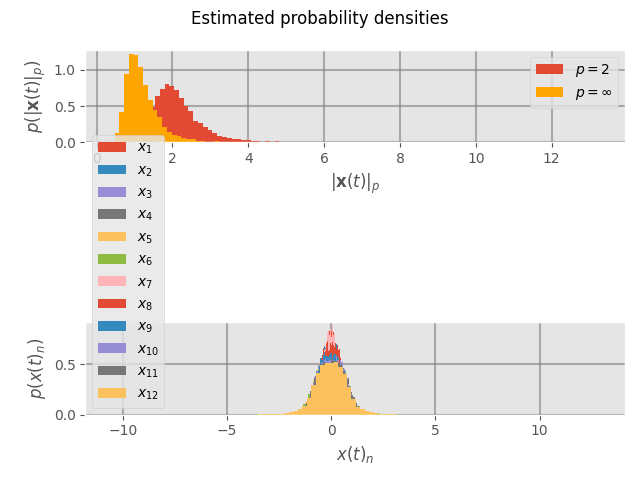 Estimated probability densities
p(|x(t)|ₚ)
1.0
0.5
0.0
p = 2
p = ∞
0 2 4 6 8 10 12
|x(t)|ₚ
x₁
x₂
x₃
x₄
x₅
x₆
x₇
x₈
x₉
x₁₀
x₁₁
x₁₂
p(x(t)ₙ)
0.5
0.0
−10 −5 0 5 10
x(t)ₙ